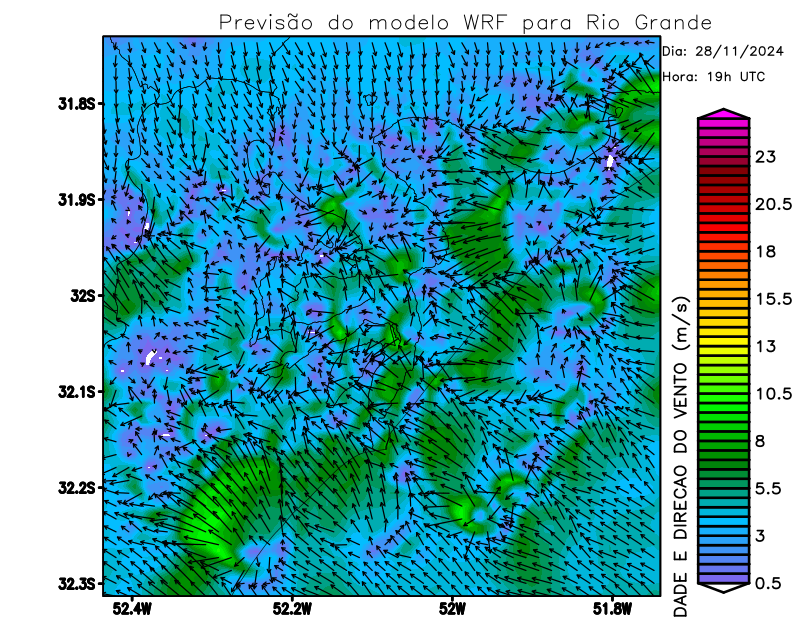 Previsão do modelo WRF para Rio Grande
Dia: 28/11/2024
Hora: 19h UTC
31.8S
31.9S
32S
32.1S
32.2S
32.3S
52.4W
52.2W
52W
51.8W
23
20.5
18
15.5
13
10.5
8
5.5
3
0.5
DADE E DIRECAO DO VENTO (m/s)